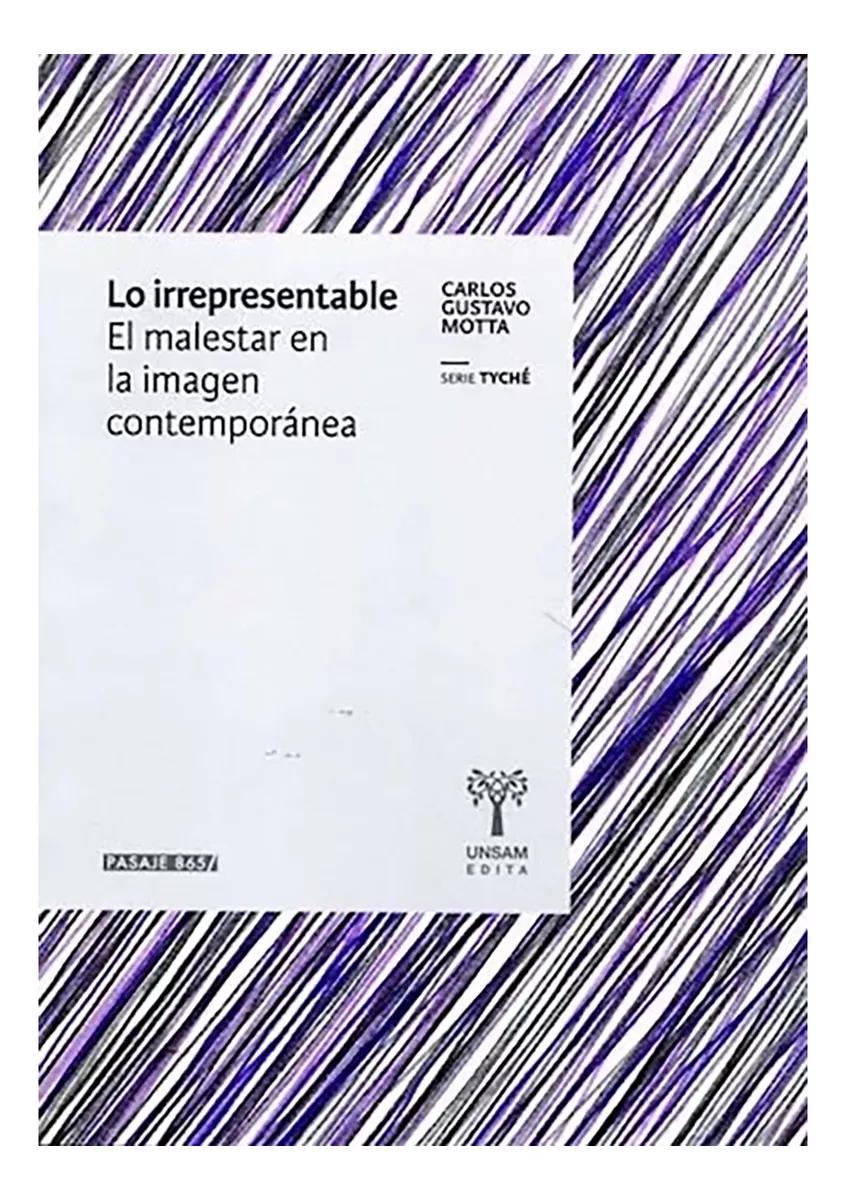 Lo irrepresentable
El malestar en
la imagen
contemporánea
CARLOS
GUSTAVO
MOTTA
SERIE TYCHÉ
PASAJE 865/
UNSAM
EDITA